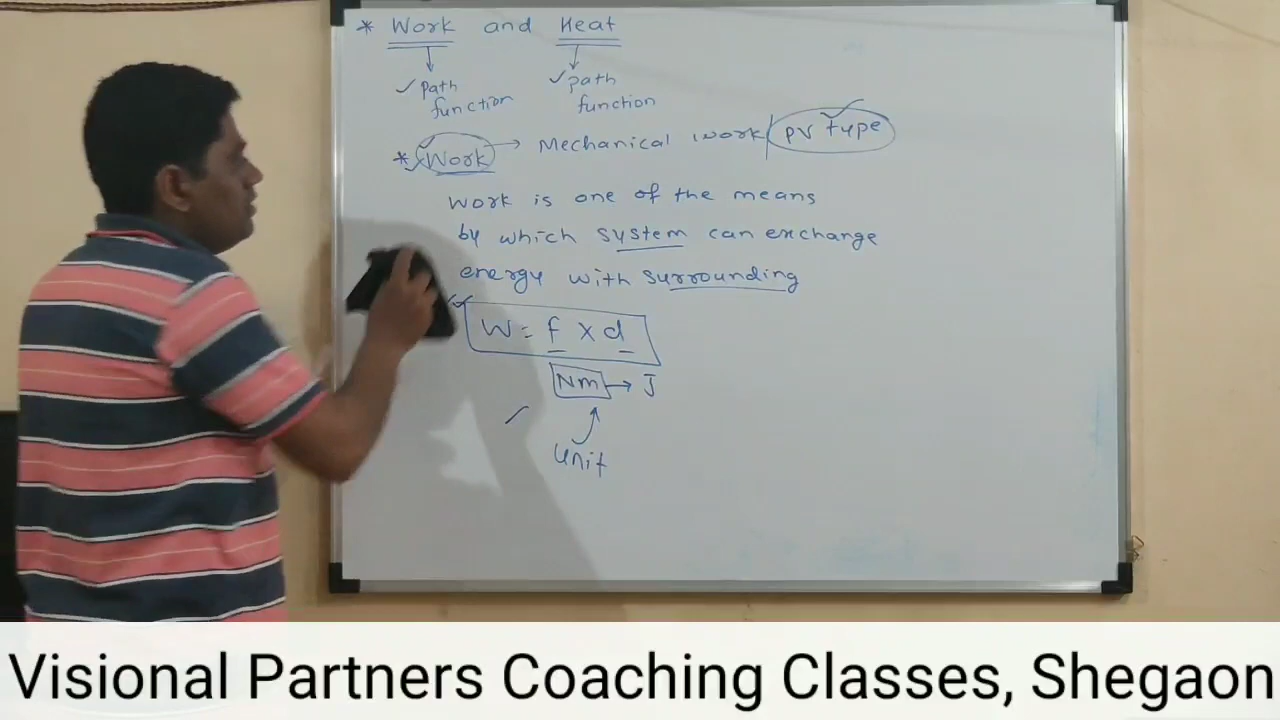 * Work and Heat
path function
path function
* Work → Mechanical work | PV type
Work is one of the means
by which system can exchange
energy with surrounding
W = f x d
Nm → J
Unit
Visional Partners Coaching Classes, Shegaon